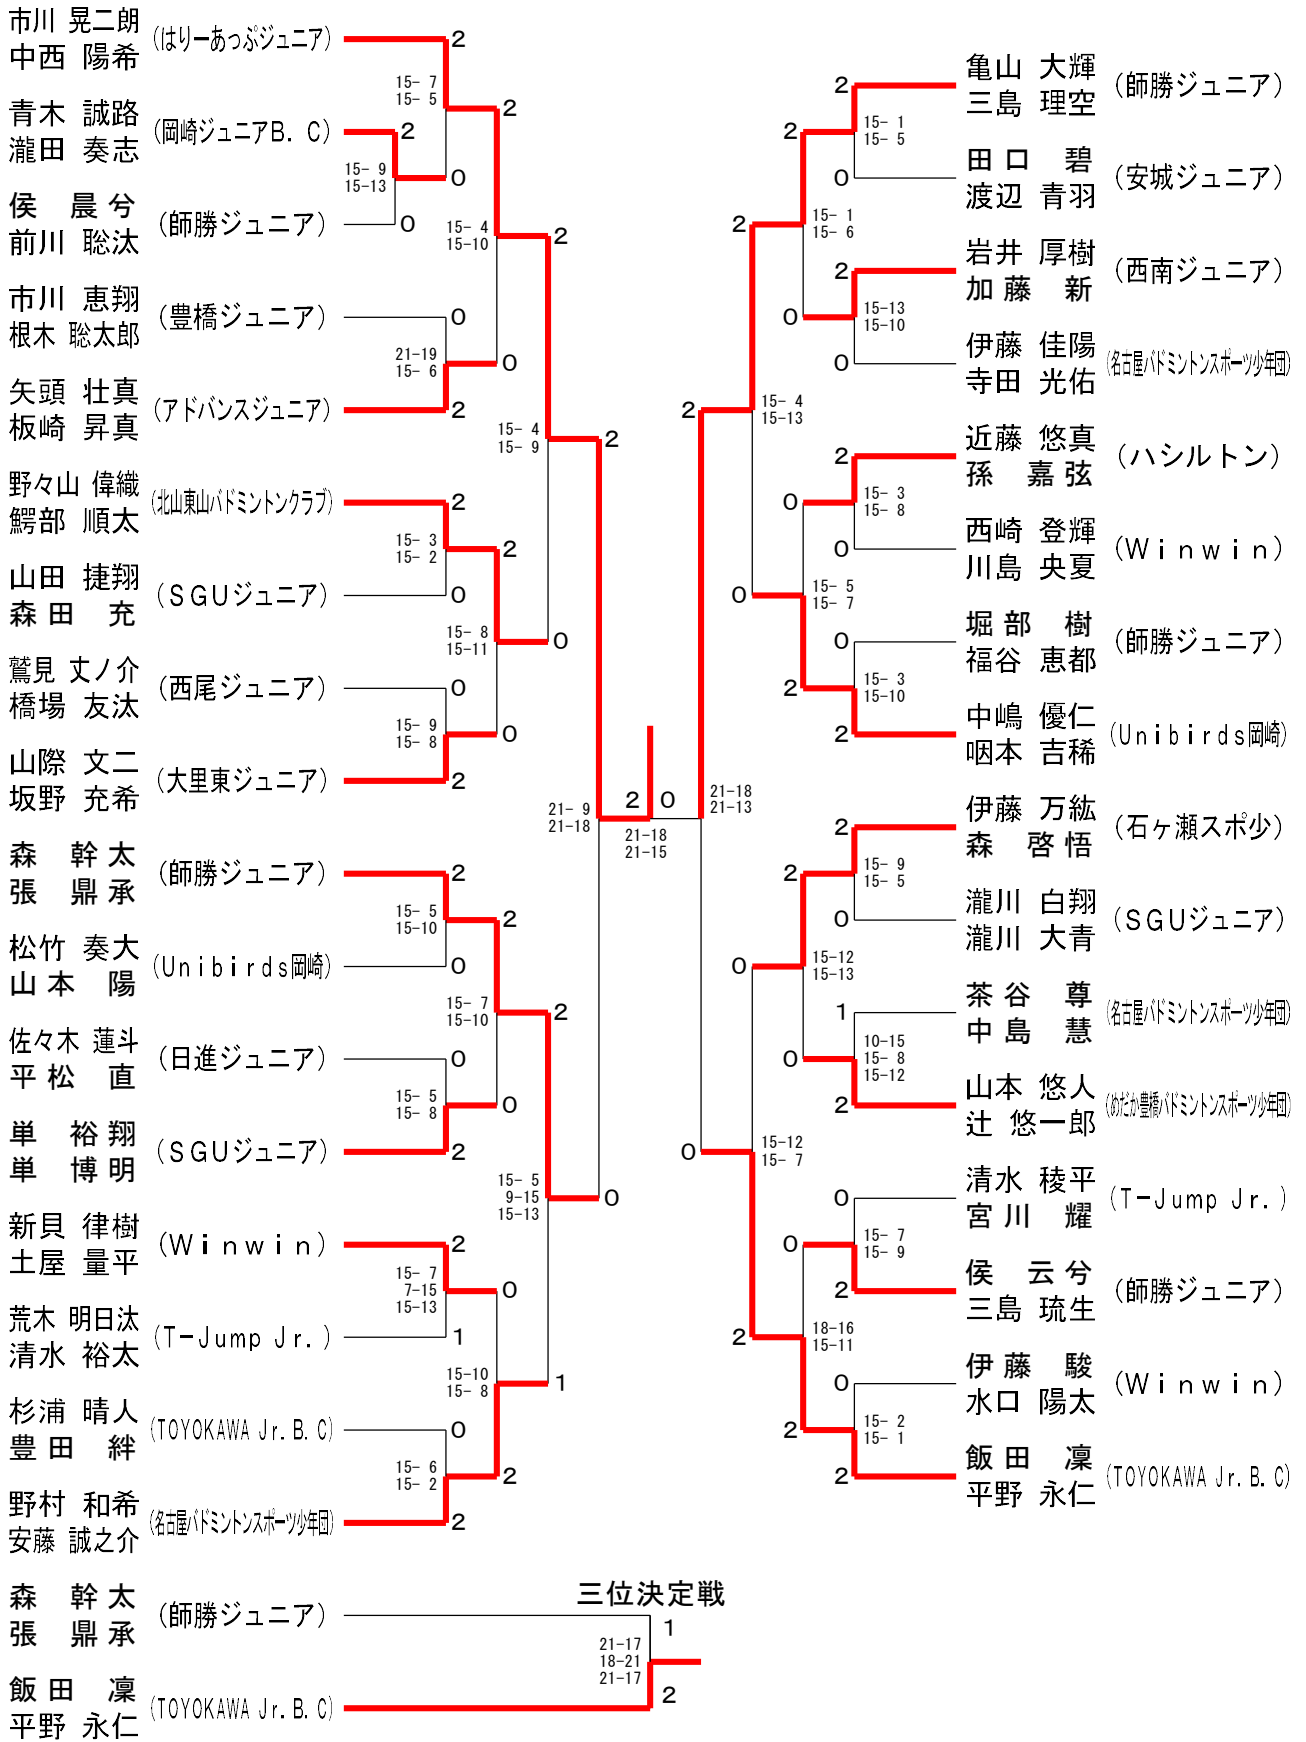 市川 晃二朗
中西 陽希
(はりーあっぷジュニア)
2
15- 7
15- 5
2
青木 誠路
瀧田 奏志
(岡崎ジュニアB．C)
2
15- 9
15-13
0
侯 晨兮
前川 聡汰
(師勝ジュニア)
0
15- 4
15-10
2
市川 恵翔
根木 聡太郎
(豊橋ジュニア)
0
21-19
15- 6
0
矢頭 壮真
板崎 昇真
(アドバンスジュニア)
2
15- 4
15- 9
2
野々山 偉織
鰐部 順太
(北山東山バドミントンクラブ)
2
15- 3
15- 2
2
山田 捷翔
森田 充
(SGUジュニア)
0
15- 8
15-11
0
鷲見 丈ノ介
橋場 友汰
(西尾ジュニア)
0
15- 9
15- 8
0
山際 文二
坂野 充希
(大里東ジュニア)
2
21- 9
21-18
2
0
21-18
21-15
森 幹太
張 鼎承
(師勝ジュニア)
2
15- 5
15-10
2
松竹 奏大
山本 陽
(Unibirds岡崎)
0
15- 7
15-10
2
佐々木 蓮斗
平松 直
(日進ジュニア)
0
15- 5
15- 8
0
単 裕翔
単 博明
(SGUジュニア)
2
15- 5
9-15
15-13
0
新貝 律樹
土屋 量平
(Winwin)
2
15- 7
7-15
15-13
0
荒木 明日汰
清水 裕太
(T-Jump Jr.)
1
15-10
15- 8
1
杉浦 晴人
豊田 絆
(TOYOKAWA Jr.B.C)
0
15- 6
15- 2
2
野村 和希
安藤 誠之介
(名古屋バドミントンスポーツ少年団)
2
2
亀山 大輝
三島 理空
(師勝ジュニア)
2
15- 1
15- 5
0
田口 碧
渡辺 青羽
(安城ジュニア)
2
15- 1
15- 6
2
岩井 厚樹
加藤 新
(西南ジュニア)
0
15-13
15-10
0
伊藤 佳陽
寺田 光佑
(名古屋バドミントンスポーツ少年団)
2
15- 4
15-13
2
近藤 悠真
孫 嘉弦
(ハシルトン)
0
15- 3
15- 8
0
西崎 登輝
川島 央夏
(Winwin)
0
15- 5
15- 7
0
堀部 樹
福谷 恵都
(師勝ジュニア)
2
15- 3
15-10
2
中嶋 優仁
咽本 吉稀
(Unibirds岡崎)
21-18
21-13
2
伊藤 万紘
森 啓悟
(石ヶ瀬スポ少)
2
15- 9
15- 5
0
瀧川 白翔
瀧川 大青
(SGUジュニア)
0
15-12
15-13
1
茶谷 尊
中島 慧
(名古屋バドミントンスポーツ少年団)
0
10-15
15- 8
15-12
2
山本 悠人
辻 悠一郎
(めだか豊橋バドミントンスポーツ少年団)
0
15-12
15- 7
0
清水 稜平
宮川 耀
(T-Jump Jr.)
0
15- 7
15- 9
2
侯 云兮
三島 琉生
(師勝ジュニア)
2
18-16
15-11
0
伊藤 駿
水口 陽太
(Winwin)
2
15- 2
15- 1
2
飯田 凜
平野 永仁
(TOYOKAWA Jr.B.C)
三位決定戦
森 幹太
張 鼎承
(師勝ジュニア)
1
21-17
18-21
21-17
飯田 凜
平野 永仁
(TOYOKAWA Jr.B.C)
2